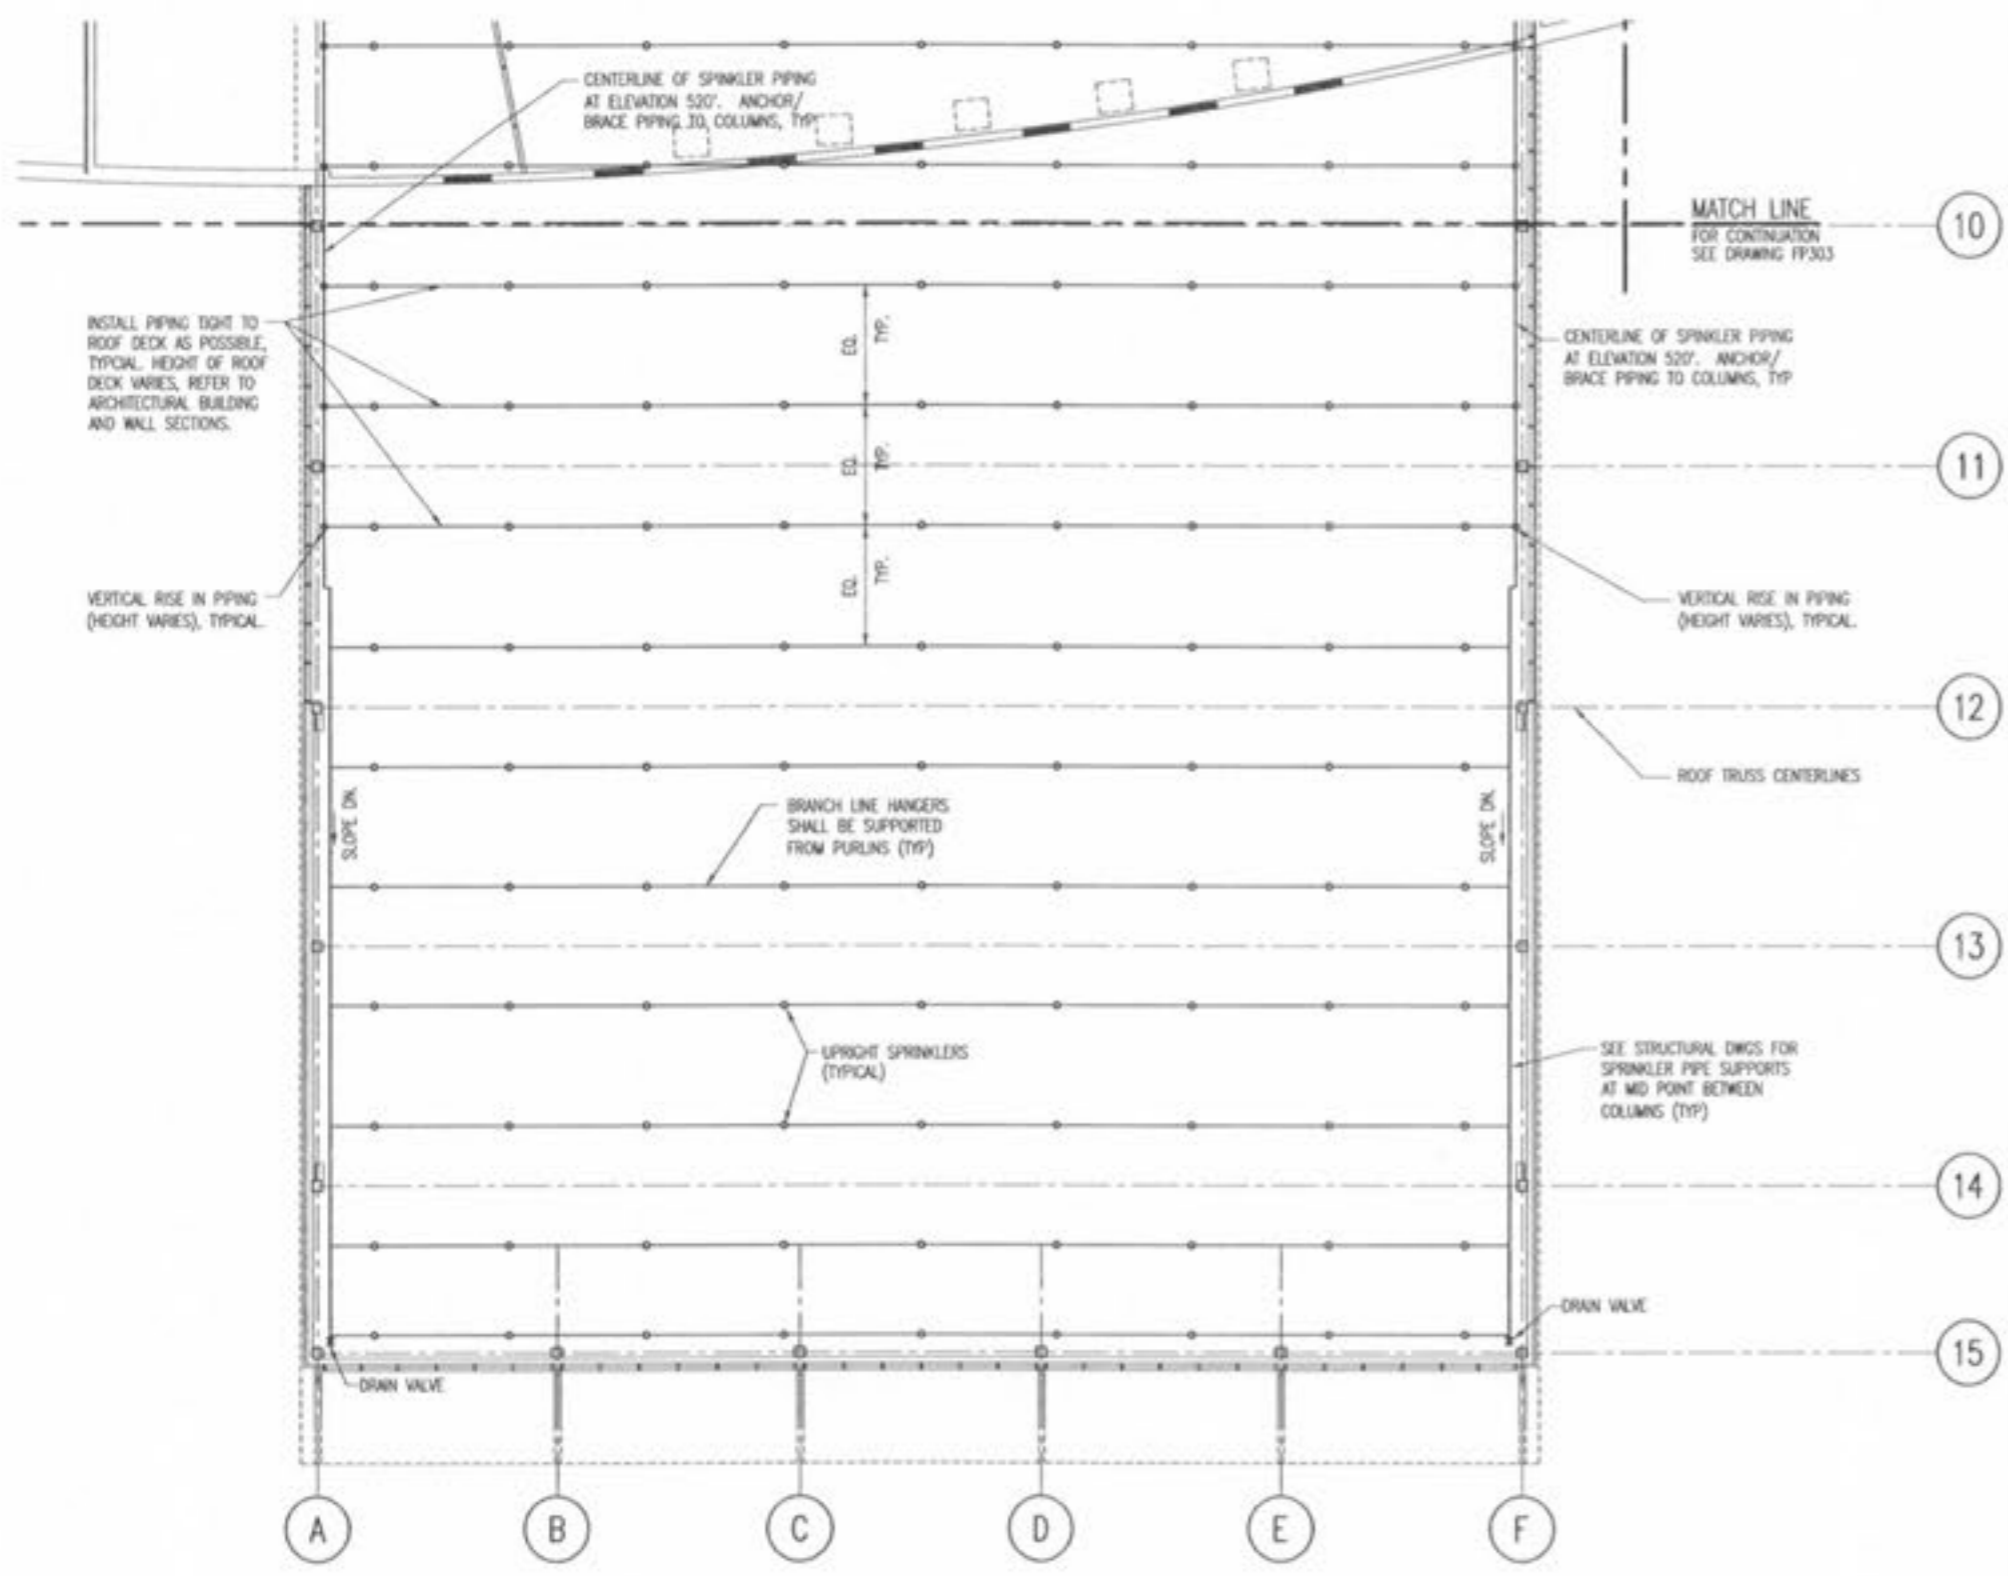 CENTERLINE OF SPINKLER PIPING
AT ELEVATION 520'. ANCHOR/
BRACE PIPING TO COLUMNS, TYP
MATCH LINE
FOR CONTINUATION
SEE DRAWING FP303
10
INSTALL PIPING TIGHT TO
ROOF DECK AS POSSIBLE,
TYPCIAL. HEIGHT OF ROOF
DECK VARIES, REFER TO
ARCHITECTURAL BUILDING
AND WALL SECTIONS.
EQ.
TYP.
CENTERLINE OF SPINKLER PIPING
AT ELEVATION 520'. ANCHOR/
BRACE PIPING TO COLUMNS, TYP
EQ.
TYP.
11
EQ.
TYP.
VERTICAL RISE IN PIPING
(HEIGHT VARIES), TYPICAL.
VERTICAL RISE IN PIPING
(HEIGHT VARIES), TYPICAL.
12
ROOF TRUSS CENTERLINES
SLOPE DN.
BRANCH LINE HANGERS
SHALL BE SUPPORTED
FROM PURLINS (TYP)
SLOPE DN.
13
UPRIGHT SPRINKLERS
(TYPICAL)
SEE STRUCTURAL DWGS FOR
SPRINKLER PIPE SUPPORTS
AT MID POINT BETWEEN
COLUMNS (TYP)
14
DRAIN VALVE
15
DRAIN VALVE
A
B
C
D
E
F